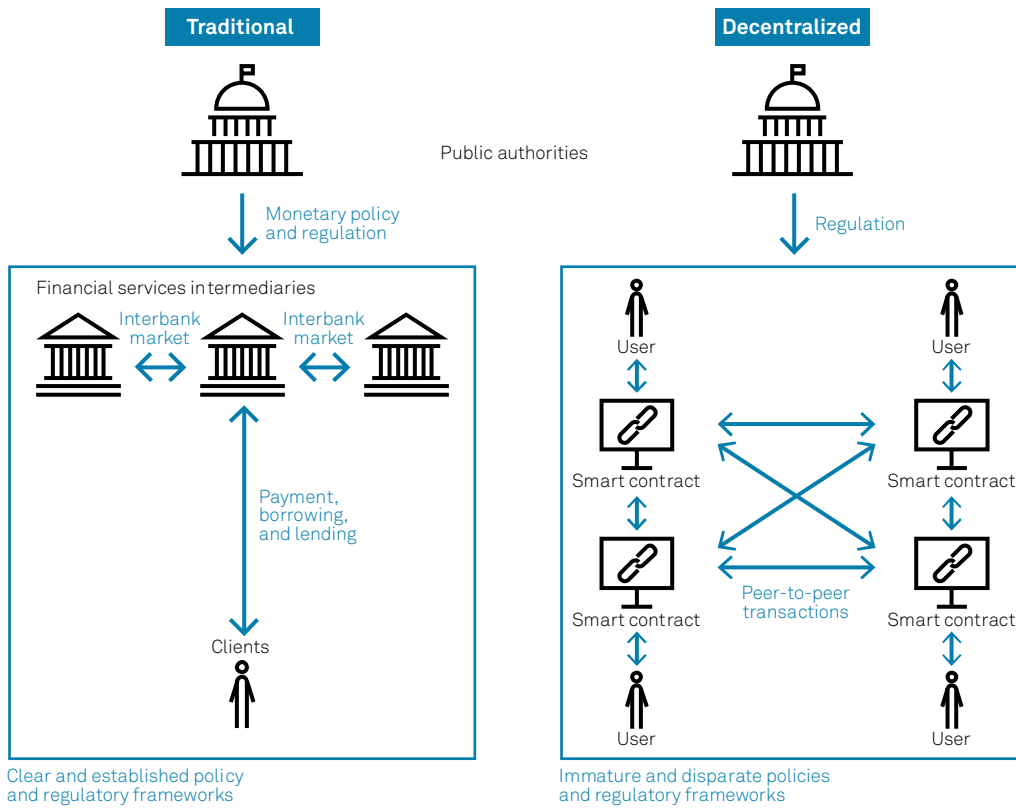 Traditional
Decentralized
Public authorities
Monetary policy
and regulation
Regulation
Financial services intermediaries
Interbank
market
Interbank
market
Payment,
borrowing,
and lending
Clients
Clear and established policy
and regulatory frameworks
User
User
Smart contract
Smart contract
Peer-to-peer
transactions
Smart contract
Smart contract
User
User
Immature and disparate policies
and regulatory frameworks